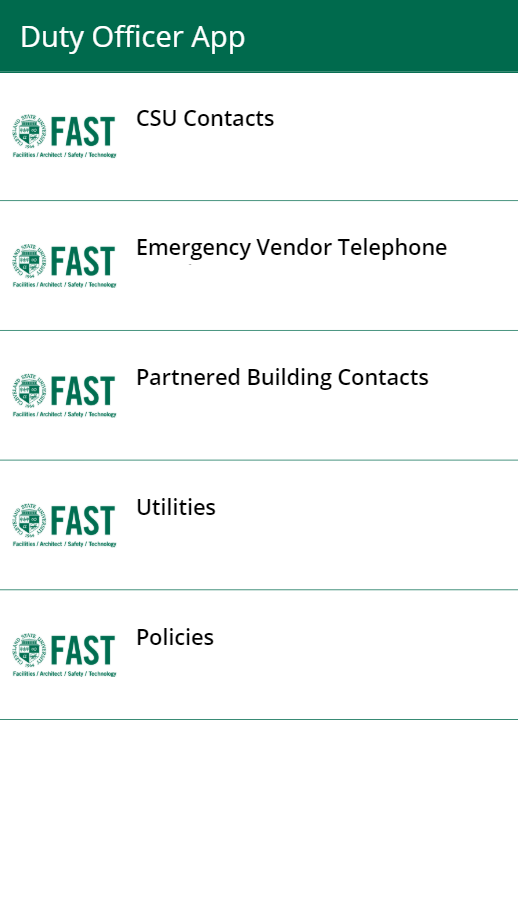 Duty Officer App
CSU Contacts
FAST
Facilities / Architect / Safety / Technology
Emergency Vendor Telephone
FAST
Facilities / Architect / Safety / Technology
Partnered Building Contacts
FAST
Facilities / Architect / Safety / Technology
Utilities
FAST
Facilities / Architect / Safety / Technology
Policies
FAST
Facilities / Architect / Safety / Technology